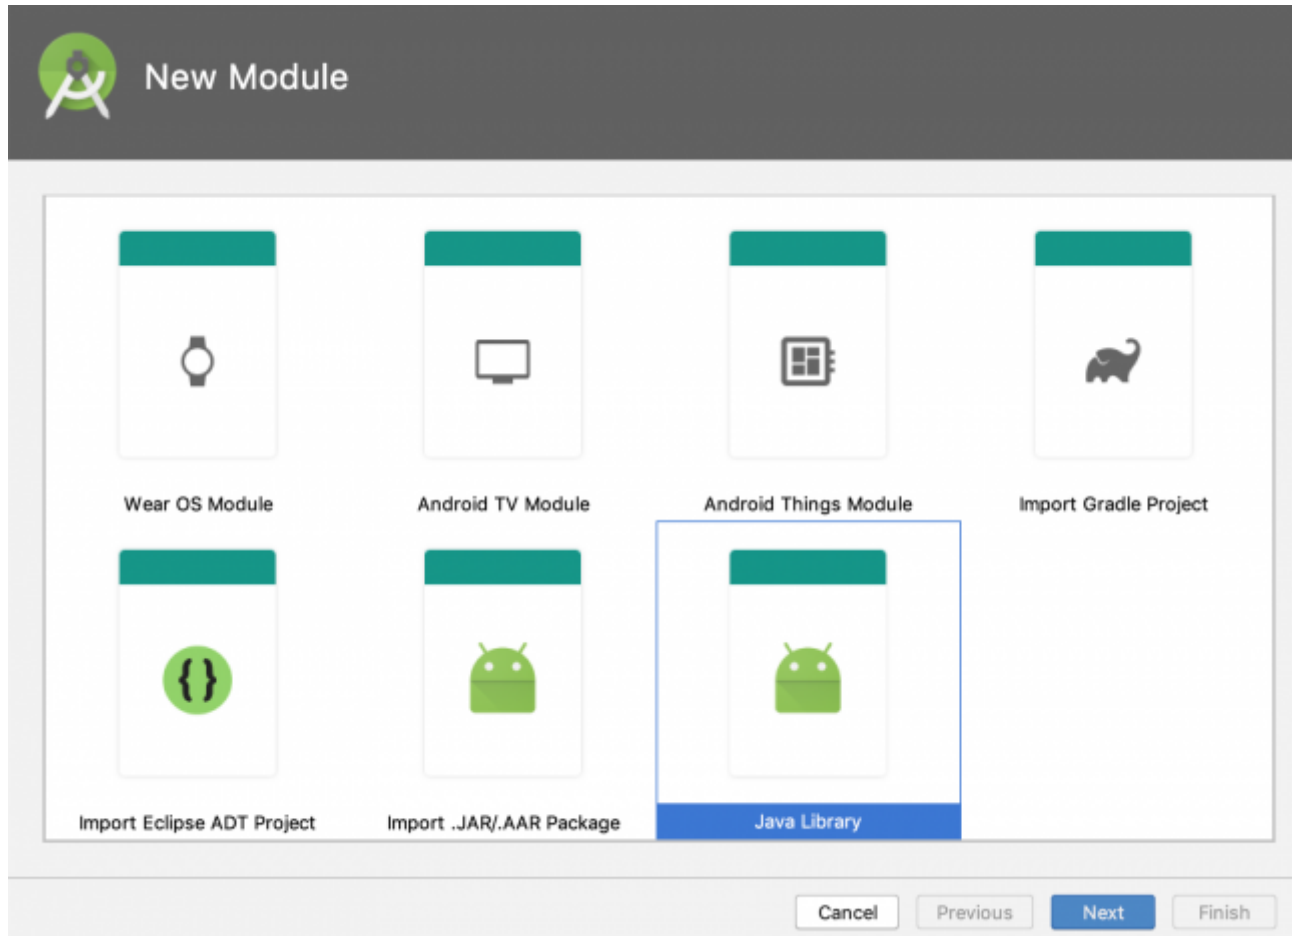 New Module
Wear OS Module
Android TV Module
Android Things Module
Import Gradle Project
{}
Import Eclipse ADT Project
Import .JAR/.AAR Package
Java Library
Cancel
Previous
Next
Finish